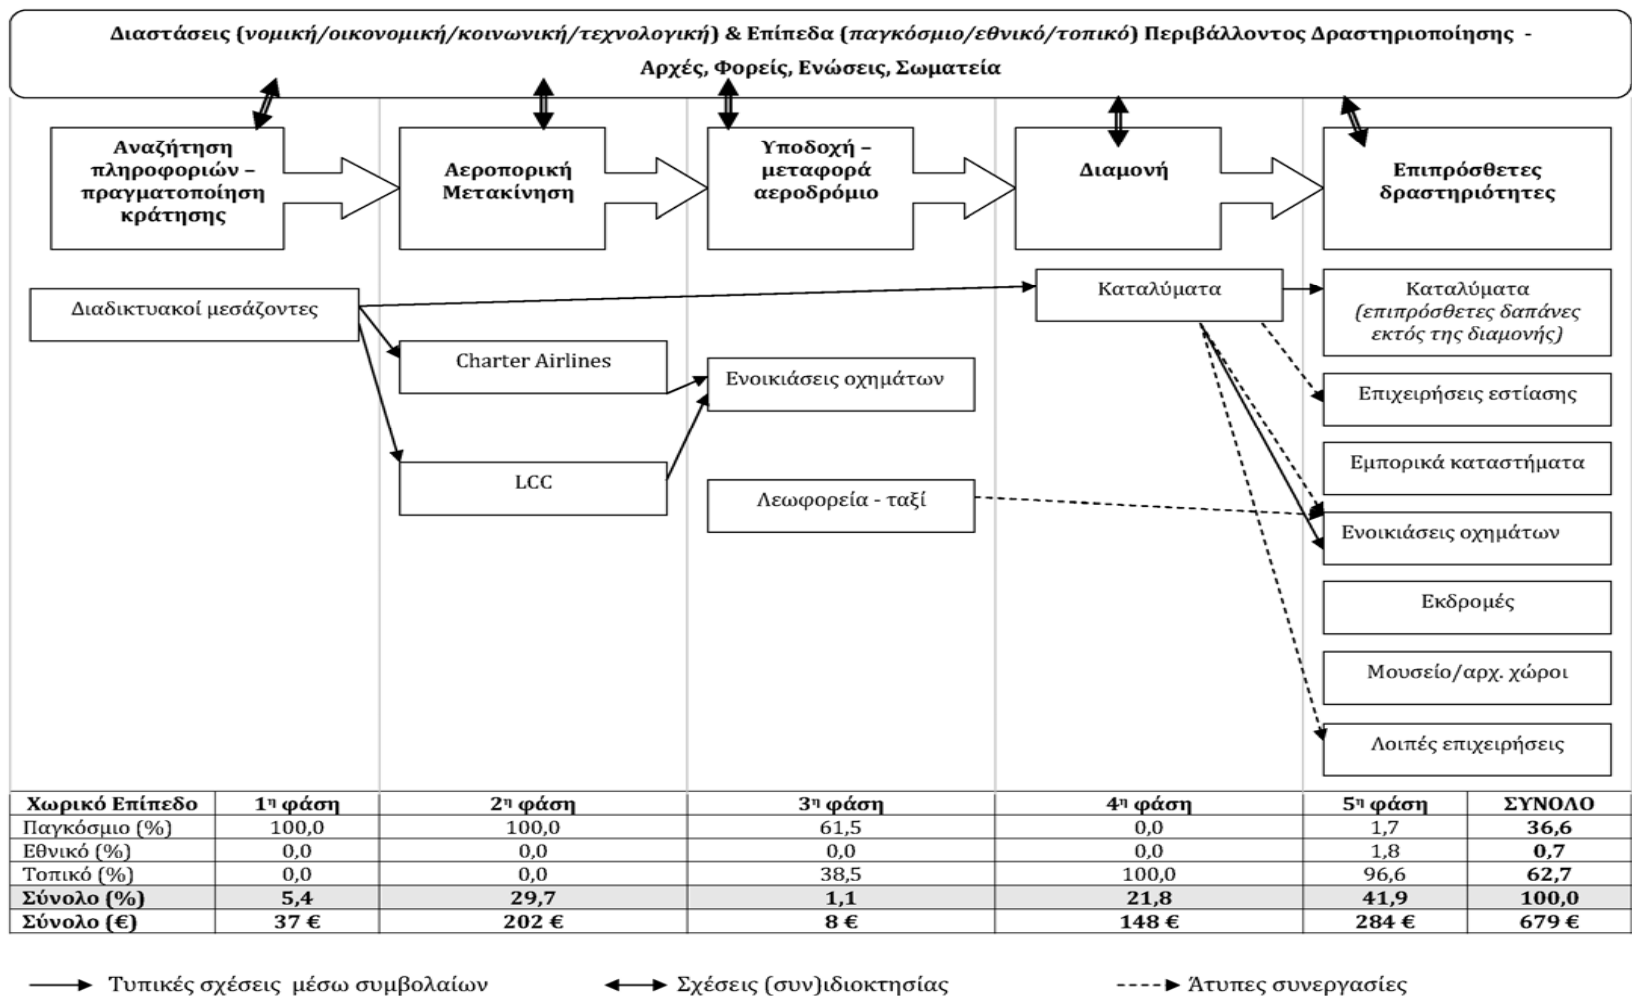 Διαστάσεις (νομική/οικονομική/κοινωνική/τεχνολογική) & Επίπεδα (παγκόσμιο/εθνικό/τοπικό) Περιβάλλοντος Δραστηριοποίησης -
Αρχές, Φορείς, Ενώσεις, Σωματεία
Αναζήτηση
πληροφοριών –
πραγματοποίηση
κράτησης
Αεροπορική
Μετακίνηση
Υποδοχή –
μεταφορά
αεροδρόμιο
Διαμονή
Επιπρόσθετες
δραστηριότητες
Διαδικτυακοί μεσάζοντες
Charter Airlines
LCC
Ενοικιάσεις οχημάτων
Λεωφορεία - ταξί
Καταλύματα
Καταλύματα
(επιπρόσθετες δαπάνες
εκτός της διαμονής)
Επιχειρήσεις εστίασης
Εμπορικά καταστήματα
Ενοικιάσεις οχημάτων
Εκδρομές
Μουσείο/αρχ. χώροι
Λοιπές επιχειρήσεις
Χωρικό Επίπεδο 1η φάση 2η φάση 3η φάση 4η φάση 5η φάση ΣΥΝΟΛΟ
Παγκόσμιο (%) 100,0 100,0 61,5 0,0 1,7 36,6
Εθνικό (%) 0,0 0,0 0,0 0,0 1,8 0,7
Τοπικό (%) 0,0 0,0 38,5 100,0 96,6 62,7
Σύνολο (%) 5,4 29,7 1,1 21,8 41,9 100,0
Σύνολο (€) 37 € 202 € 8 € 148 € 284 € 679 €
Τυπικές σχέσεις μέσω συμβολαίων Σχέσεις (συν)ιδιοκτησίας Άτυπες συνεργασίες